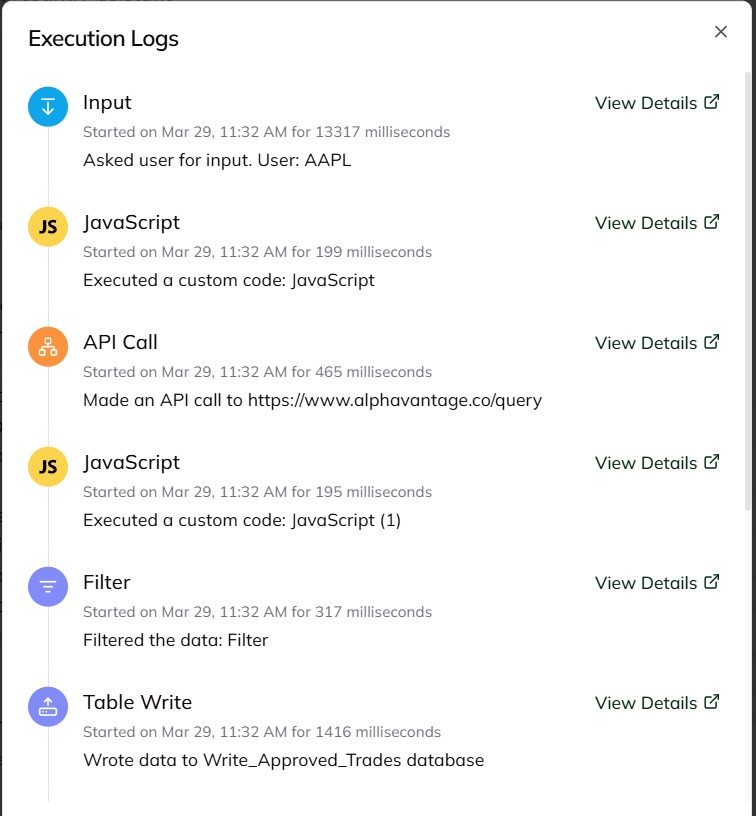 Execution Logs
Input
View Details
Started on Mar 29, 11:32 AM for 13317 milliseconds
Asked user for input. User: AAPL
JS
JavaScript
View Details
Started on Mar 29, 11:32 AM for 199 milliseconds
Executed a custom code: JavaScript
API Call
View Details
Started on Mar 29, 11:32 AM for 465 milliseconds
Made an API call to https://www.alphavantage.co/query
JS
JavaScript
View Details
Started on Mar 29, 11:32 AM for 195 milliseconds
Executed a custom code: JavaScript (1)
Filter
View Details
Started on Mar 29, 11:32 AM for 317 milliseconds
Filtered the data: Filter
Table Write
View Details
Started on Mar 29, 11:32 AM for 1416 milliseconds
Wrote data to Write_Approved_Trades database